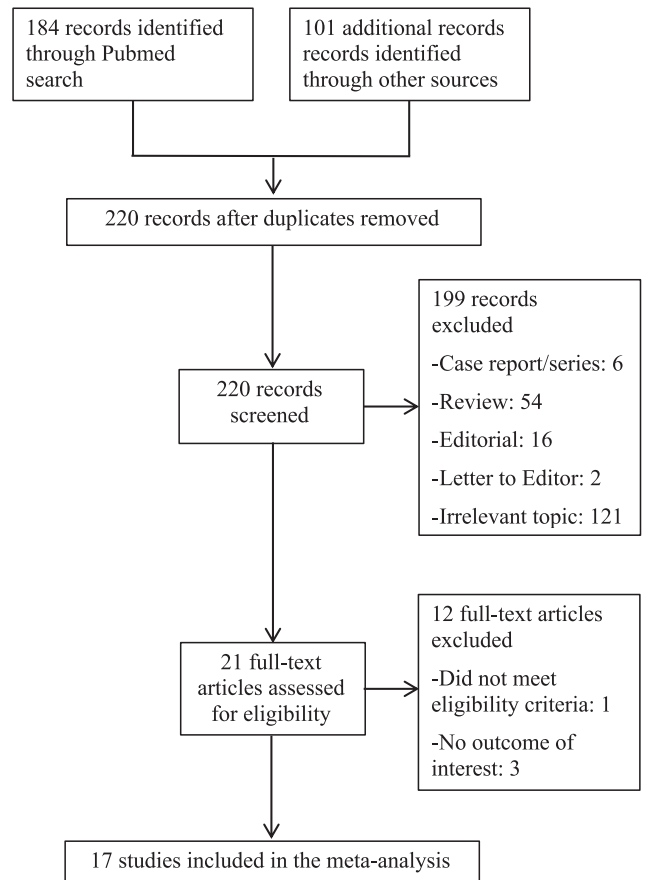 184 records identified
through Pubmed
search
101 additional records
records identified
through other sources
220 records after duplicates removed
199 records
excluded
-Case report/series: 6
-Review: 54
-Editorial: 16
-Letter to Editor: 2
-Irrelevant topic: 121
220 records
screened
12 full-text articles
excluded
-Did not meet
eligibility criteria: 1
-No outcome of
interest: 3
21 full-text
articles assessed
for eligibility
17 studies included in the meta-analysis